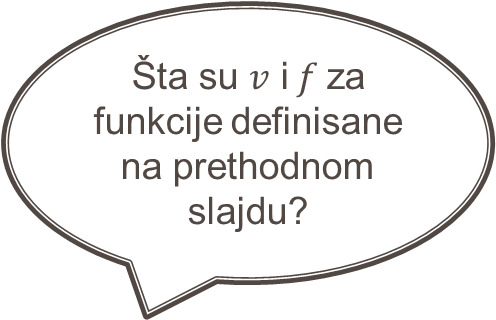 Šta su 𝑣 i 𝑓 za
funkcije definisane
na prethodnom
slajdu?